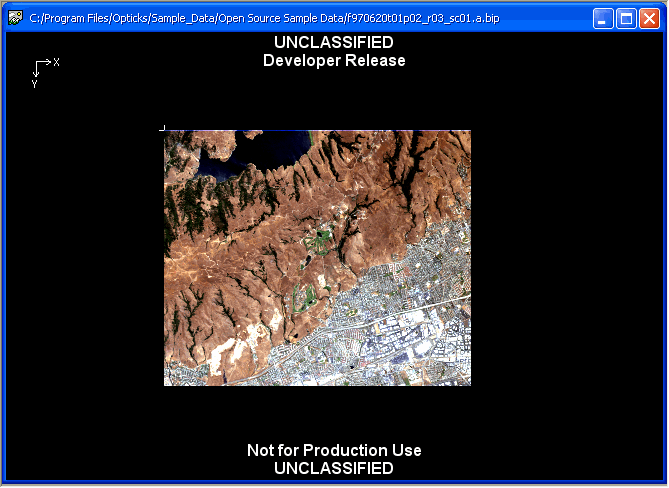 C:/Program Files/Opticks/Sample_Data/Open Source Sample Data/f970620t01p02_r03_sc01.a.bip
UNCLASSIFIED
Developer Release
X
Y
Not for Production Use
UNCLASSIFIED